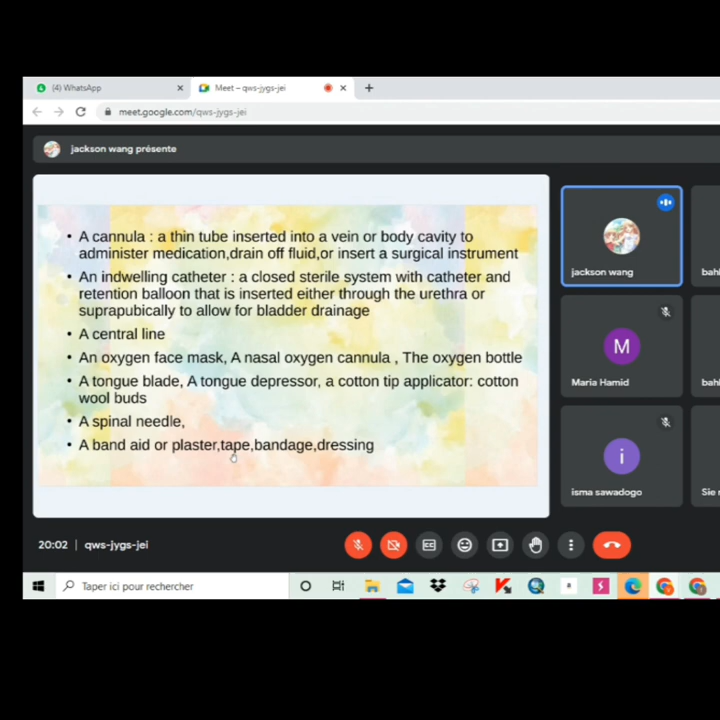 (4) WhatsApp
Meet – qws-jygs-jei
meet.google.com/qws-jygs-jei
jackson wang présente
• A cannula : a thin tube inserted into a vein or body cavity to
administer medication,drain off fluid,or insert a surgical instrument
• An indwelling catheter : a closed sterile system with catheter and
retention balloon that is inserted either through the urethra or
suprapubically to allow for bladder drainage
• A central line
• An oxygen face mask, A nasal oxygen cannula , The oxygen bottle
• A tongue blade, A tongue depressor, a cotton tip applicator: cotton
wool buds
• A spinal needle,
• A band aid or plaster,tape,bandage,dressing
jackson wang
bahl
M
Maria Hamid
bahl
i
isma sawadogo
Sie
20:02 | qws-jygs-jei
Taper ici pour rechercher